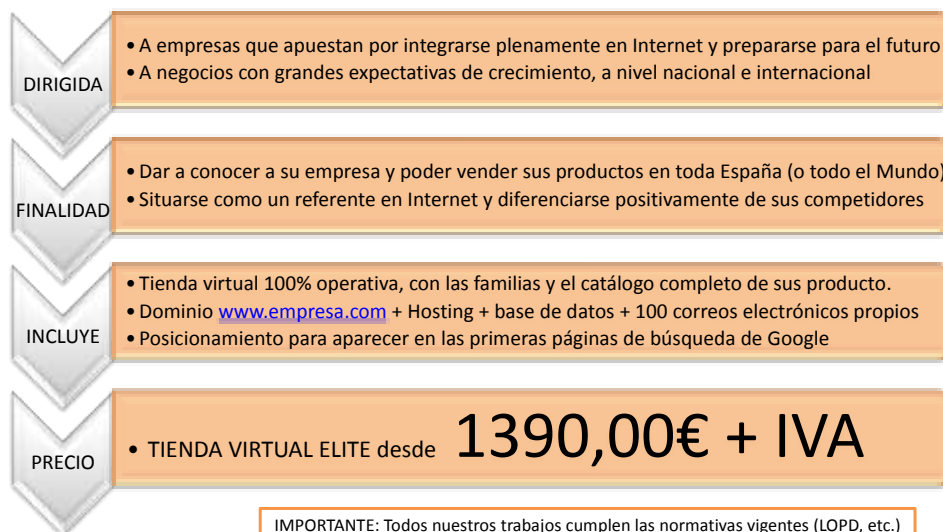 DIRIGIDA
• A empresas que apuestan por integrarse plenamente en Internet y prepararse para el futuro
• A negocios con grandes expectativas de crecimiento, a nivel nacional e internacional
FINALIDAD
• Dar a conocer a su empresa y poder vender sus productos en toda España (o todo el Mundo)
• Situarse como un referente en Internet y diferenciarse positivamente de sus competidores
INCLUYE
• Tienda virtual 100% operativa, con las familias y el catálogo completo de sus producto.
• Dominio www.empresa.com + Hosting + base de datos + 100 correos electrónicos propios
• Posicionamiento para aparecer en las primeras páginas de búsqueda de Google
PRECIO
• TIENDA VIRTUAL ELITE desde 1390,00€ + IVA
IMPORTANTE: Todos nuestros trabajos cumplen las normativas vigentes (LOPD, etc.)